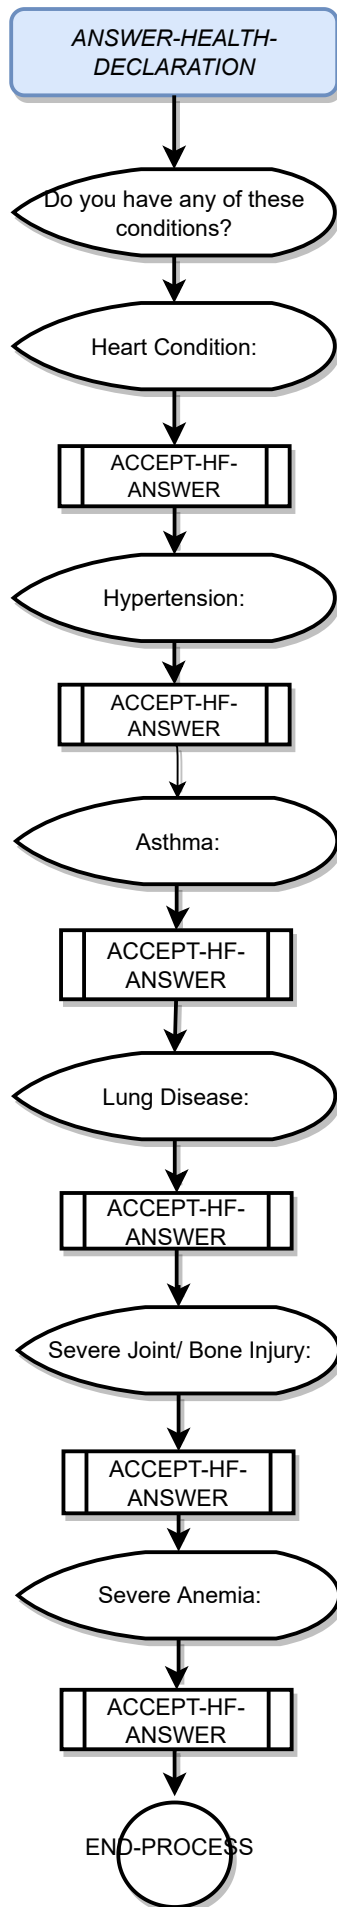 ANSWER-HEALTH-
DECLARATION
Do you have any of these
conditions?
Heart Condition:
ACCEPT-HF-
ANSWER
Hypertension:
ACCEPT-HF-
ANSWER
Asthma:
ACCEPT-HF-
ANSWER
Lung Disease:
ACCEPT-HF-
ANSWER
Severe Joint/ Bone Injury:
ACCEPT-HF-
ANSWER
Severe Anemia:
ACCEPT-HF-
ANSWER
END-PROCESS